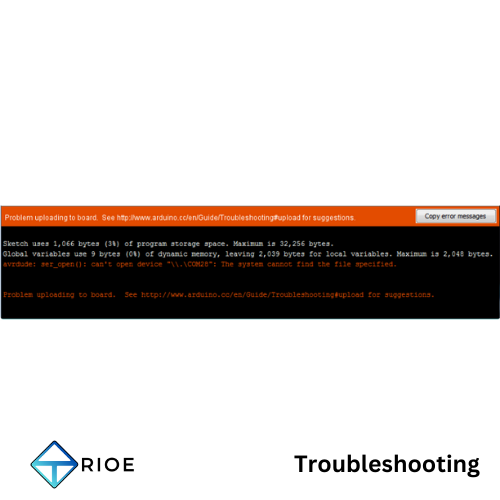 Problem uploading to board. See http://www.arduino.cc/en/Guide/Troubleshooting#upload for suggestions.
Copy error messages
Sketch uses 1,066 bytes (3%) of program storage space. Maximum is 32,256 bytes.
Global variables use 9 bytes (0%) of dynamic memory, leaving 2,039 bytes for local variables. Maximum is 2,048 bytes.
avrdude: ser_open(): can't open device "\\.\COM28": The system cannot find the file specified.
Problem uploading to board. See http://www.arduino.cc/en/Guide/Troubleshooting#upload for suggestions.
RIOE
Troubleshooting